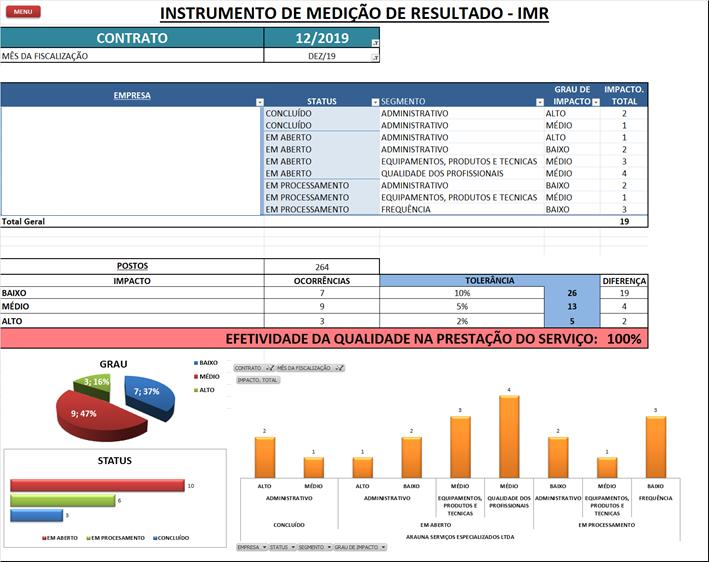 MENU
INSTRUMENTO DE MEDIÇÃO DE RESULTADO - IMR
CONTRATO 12/2019
MÊS DA FISCALIZAÇÃO DEZ/19
EMPRESA STATUS SEGMENTO GRAU DE IMPACTO IMPACTO. TOTAL
CONCLUÍDO ADMINISTRATIVO ALTO 2
CONCLUÍDO ADMINISTRATIVO MÉDIO 1
EM ABERTO ADMINISTRATIVO ALTO 1
EM ABERTO ADMINISTRATIVO BAIXO 2
EM ABERTO EQUIPAMENTOS, PRODUTOS E TECNICAS MÉDIO 3
EM ABERTO QUALIDADE DOS PROFISSIONAIS MÉDIO 4
EM PROCESSAMENTO ADMINISTRATIVO BAIXO 2
EM PROCESSAMENTO EQUIPAMENTOS, PRODUTOS E TECNICAS MÉDIO 1
EM PROCESSAMENTO FREQUÊNCIA BAIXO 3
Total Geral 19
POSTOS 264
IMPACTO OCORRÊNCIAS TOLERÂNCIA DIFERENÇA
BAIXO 7 10% 26 19
MÉDIO 9 5% 13 4
ALTO 3 2% 5 2
EFETIVIDADE DA QUALIDADE NA PRESTAÇÃO DO SERVIÇO: 100%
GRAU
3; 16%
7; 37%
9; 47%
BAIXO
MÉDIO
ALTO
STATUS
10
6
3
EM ABERTO EM PROCESSAMENTO CONCLUÍDO
CONTRATO MÊS DA FISCALIZAÇÃO
IMPACTO, TOTAL
2 1 1 2 3 4 2 1 3
ALTO MÉDIO ALTO BAIXO MÉDIO MÉDIO BAIXO MÉDIO BAIXO
ADMINISTRATIVO ADMINISTRATIVO EQUIPAMENTOS, PRODUTOS E TECNICAS QUALIDADE DOS PROFISSIONAIS ADMINISTRATIVO EQUIPAMENTOS, PRODUTOS E TECNICAS FREQUÊNCIA
CONCLUÍDO EM ABERTO EM PROCESSAMENTO
ARAUNA SERVIÇOS ESPECIALIZADOS LTDA
EMPRESA STATUS SEGMENTO GRAU DE IMPACTO